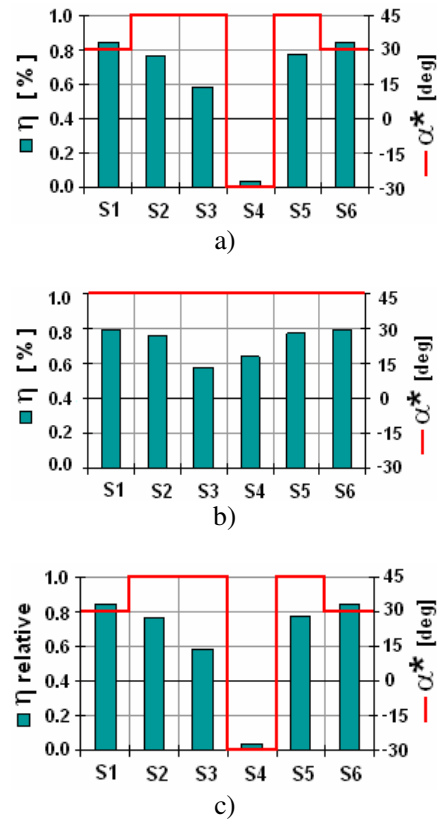 1.0 45
0.8 30
0.6 15
0.4 0
0.2 -15
0.0 -30
η [ % ]
α* [deg]
S1 S2 S3 S4 S5 S6
a)
1.0 45
0.8 30
0.6 15
0.4 0
0.2 -15
0.0 -30
η [ % ]
α* [deg]
S1 S2 S3 S4 S5 S6
b)
1.0 45
0.8 30
0.6 15
0.4 0
0.2 -15
0.0 -30
η relative
α* [deg]
S1 S2 S3 S4 S5 S6
c)